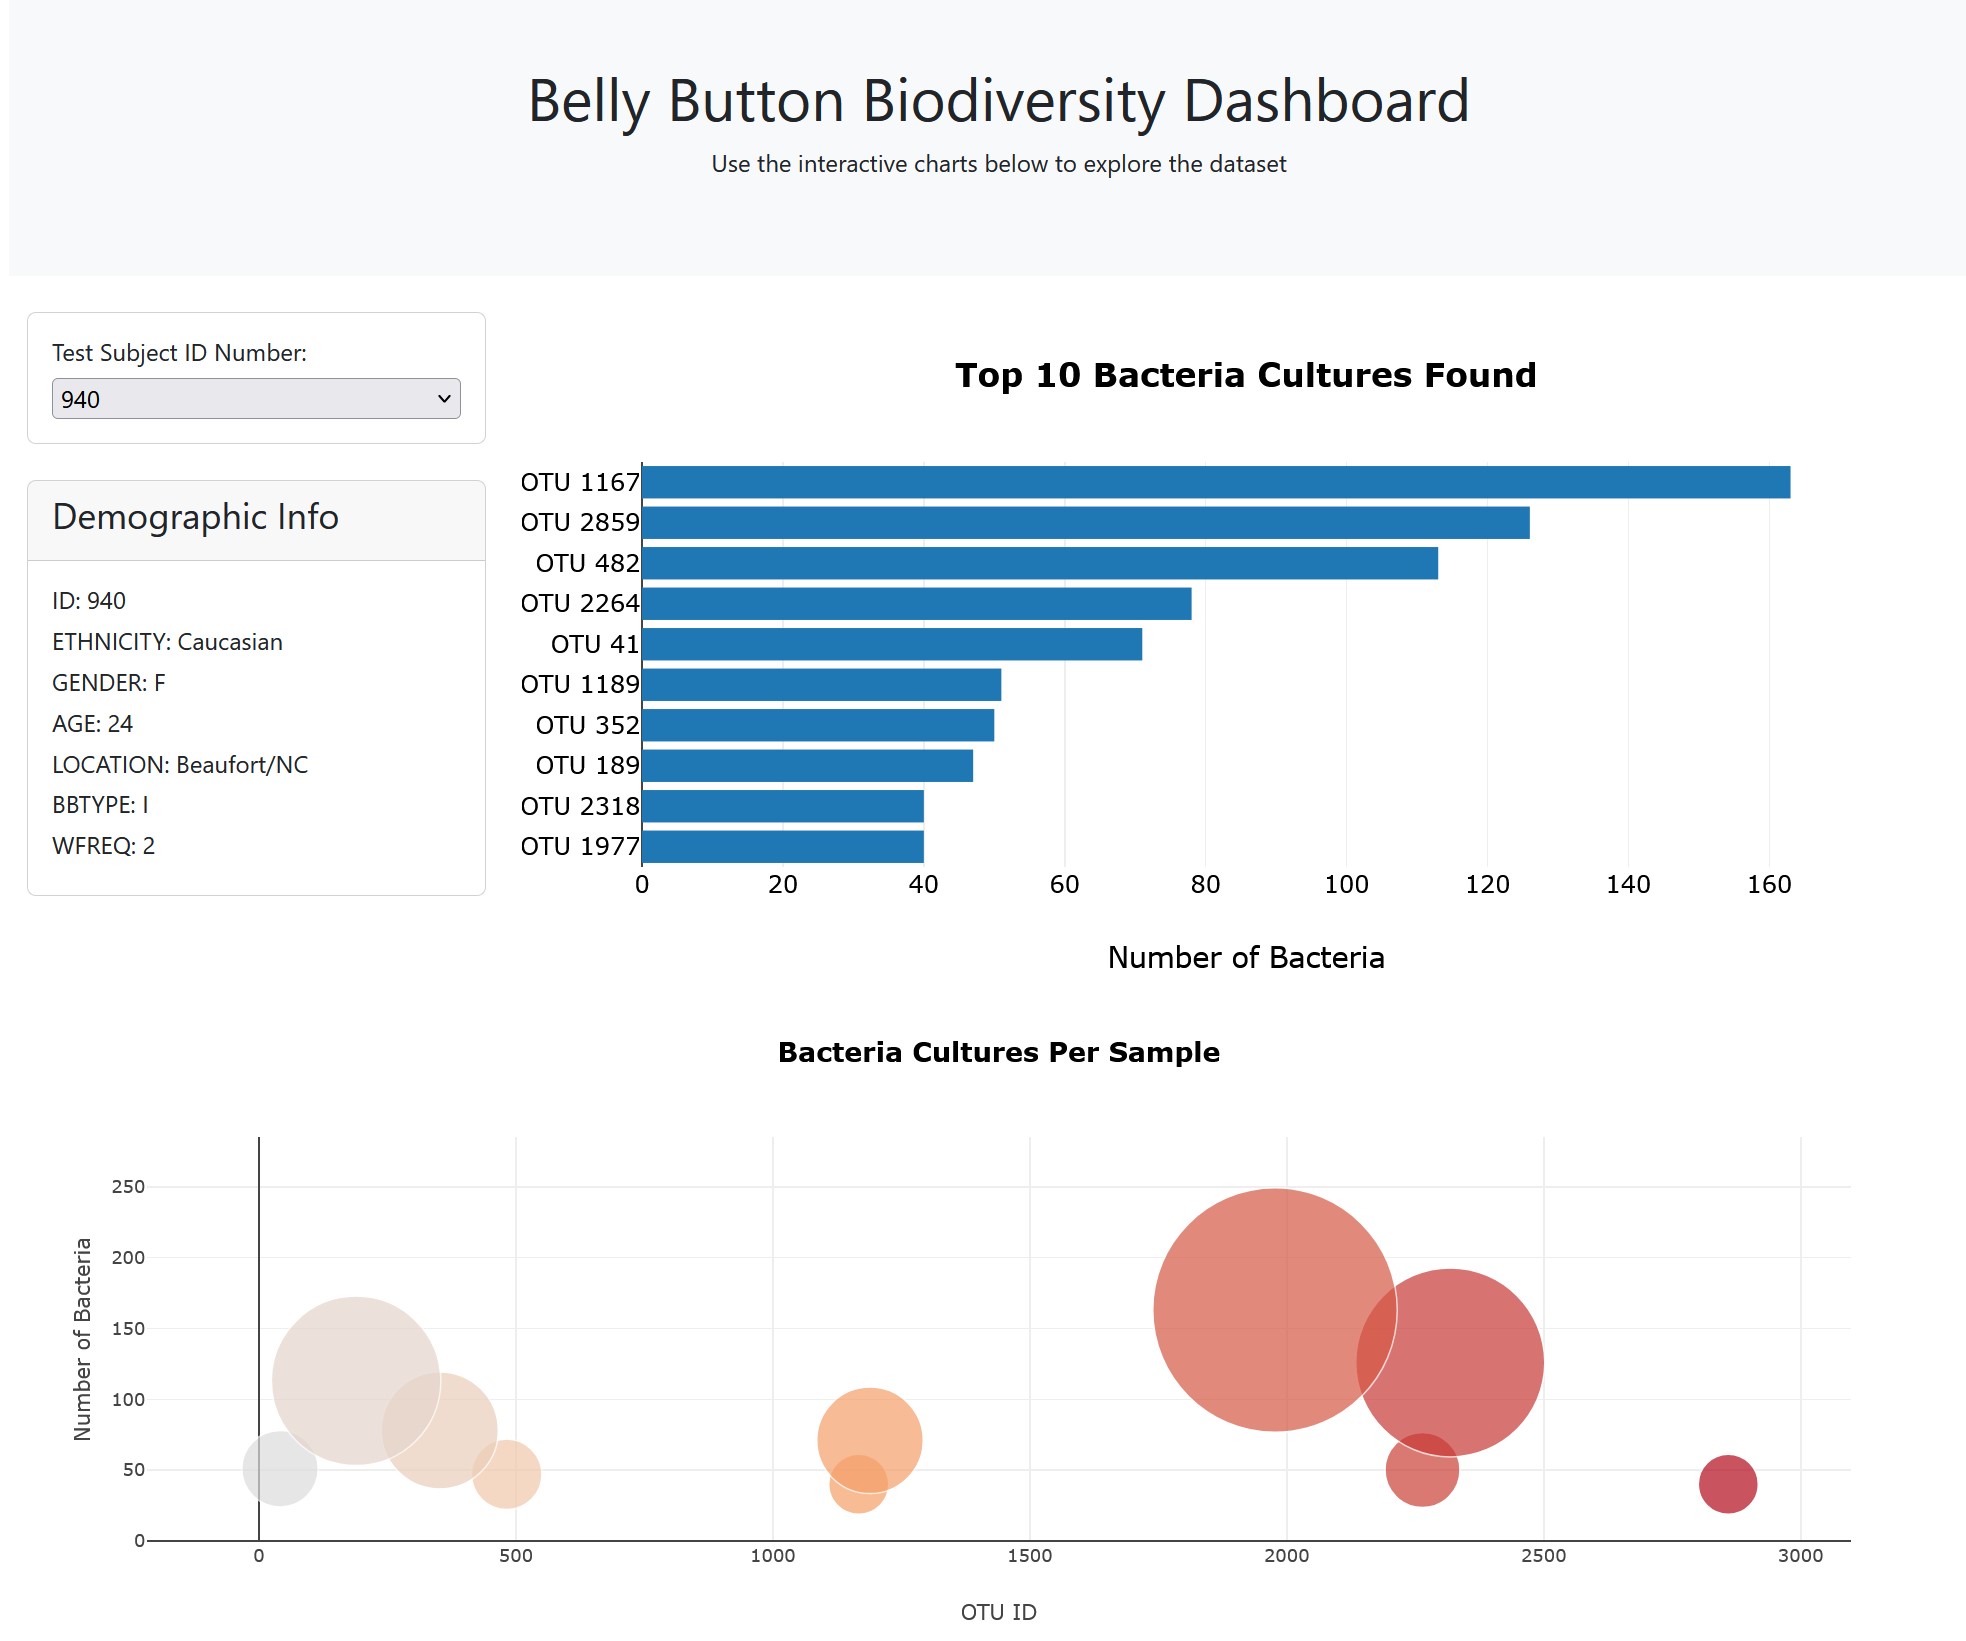 Belly Button Biodiversity Dashboard
Use the interactive charts below to explore the dataset
Test Subject ID Number:
940
Demographic Info
ID: 940
ETHNICITY: Caucasian
GENDER: F
AGE: 24
LOCATION: Beaufort/NC
BBTYPE: I
WFREQ: 2
Top 10 Bacteria Cultures Found
OTU 1167
OTU 2859
OTU 482
OTU 2264
OTU 41
OTU 1189
OTU 352
OTU 189
OTU 2318
OTU 1977
0 20 40 60 80 100 120 140 160
Number of Bacteria
Bacteria Cultures Per Sample
250
200
150
100
50
0
Number of Bacteria
0 500 1000 1500 2000 2500 3000
OTU ID